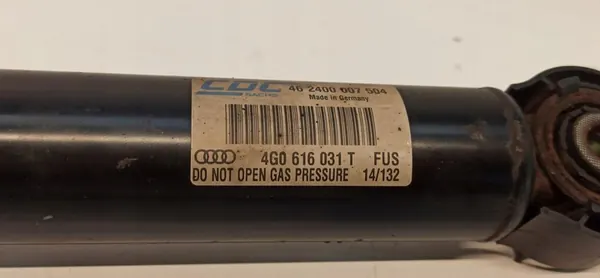 CDC 46 2400 007 504
RACING Made in Germany
4G0 616 031 T FUS
DO NOT OPEN GAS PRESSURE 14/132